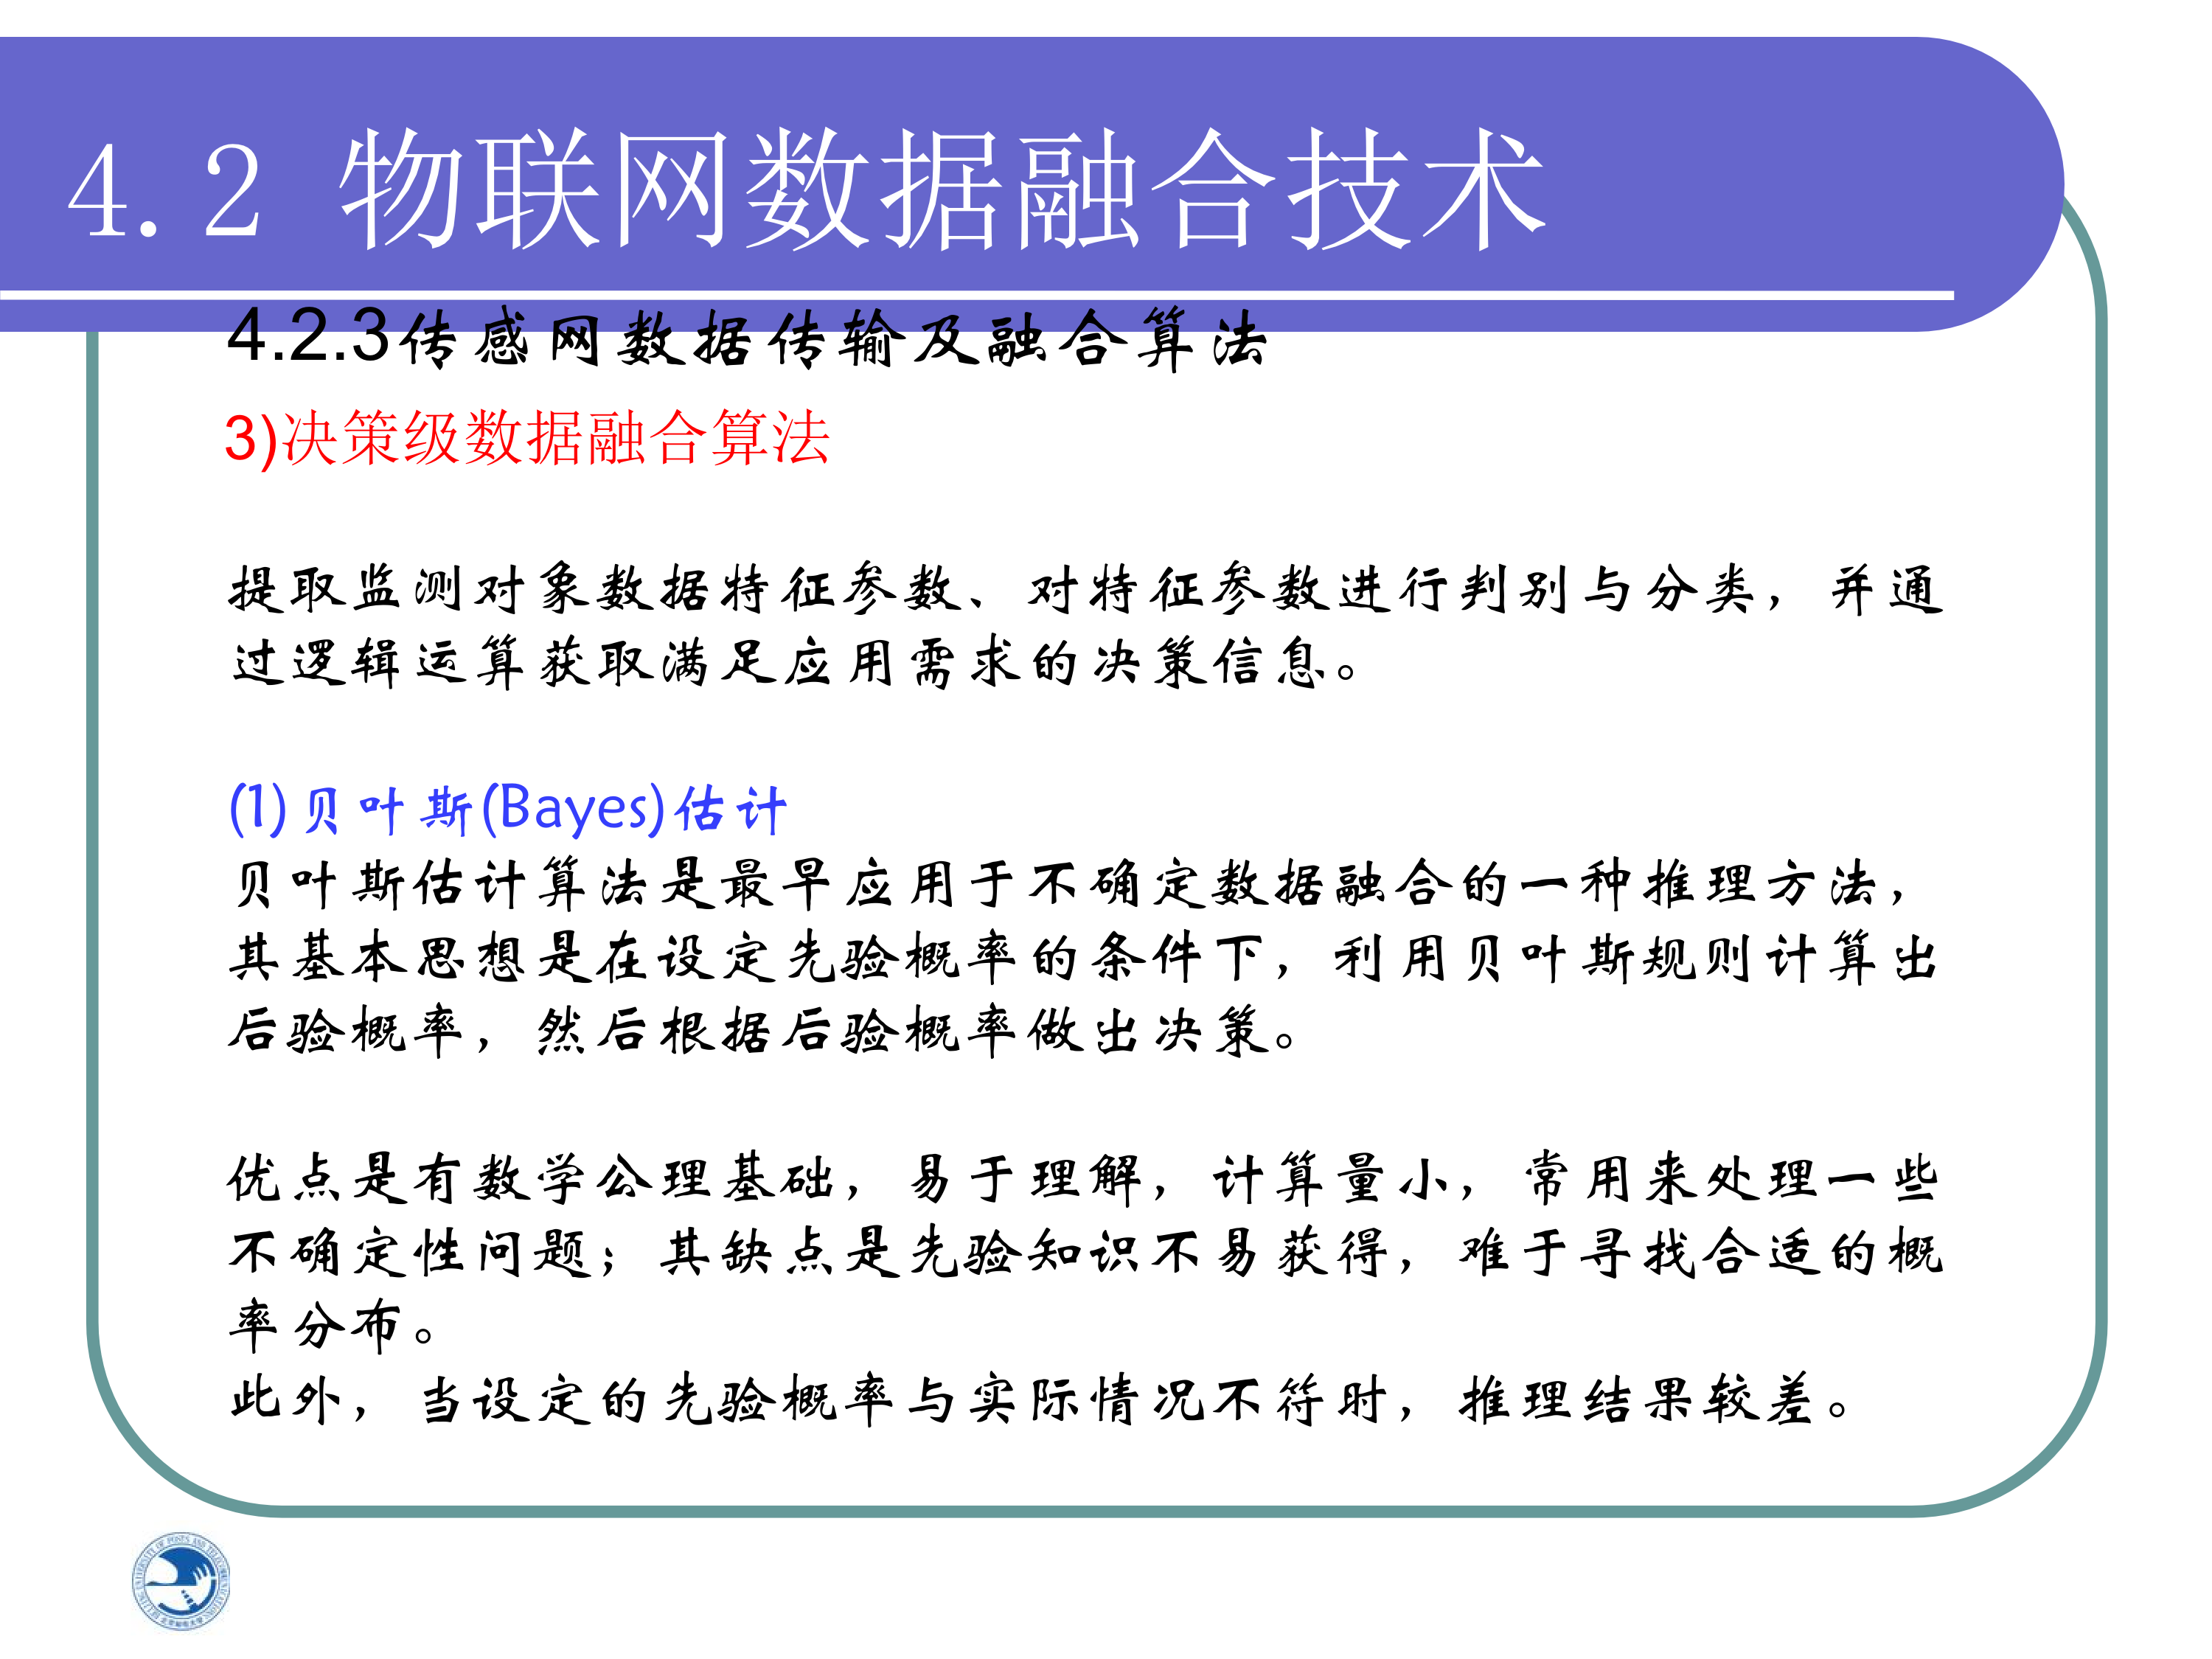 4.2 物联网数据融合技术
4.2.3传感网数据传输及融合算法
3)决策级数据融合算法
提取监测对象数据特征参数、对特征参数进行判别与分类，并通
过逻辑运算获取满足应用需求的决策信息。
(1)贝叶斯(Bayes)估计
贝叶斯估计算法是最早应用于不确定数据融合的一种推理方法，
其基本思想是在设定先验概率的条件下，利用贝叶斯规则计算出
后验概率，然后根据后验概率做出决策。
优点是有数学公理基础，易于理解，计算量小，常用来处理一些
不确定性问题；其缺点是先验知识不易获得，难于寻找合适的概
率分布。
此外，当设定的先验概率与实际情况不符时，推理结果较差。
BEIJING UNIVERSITY OF POSTS AND TELECOMMUNICATIONS
北京邮电大学